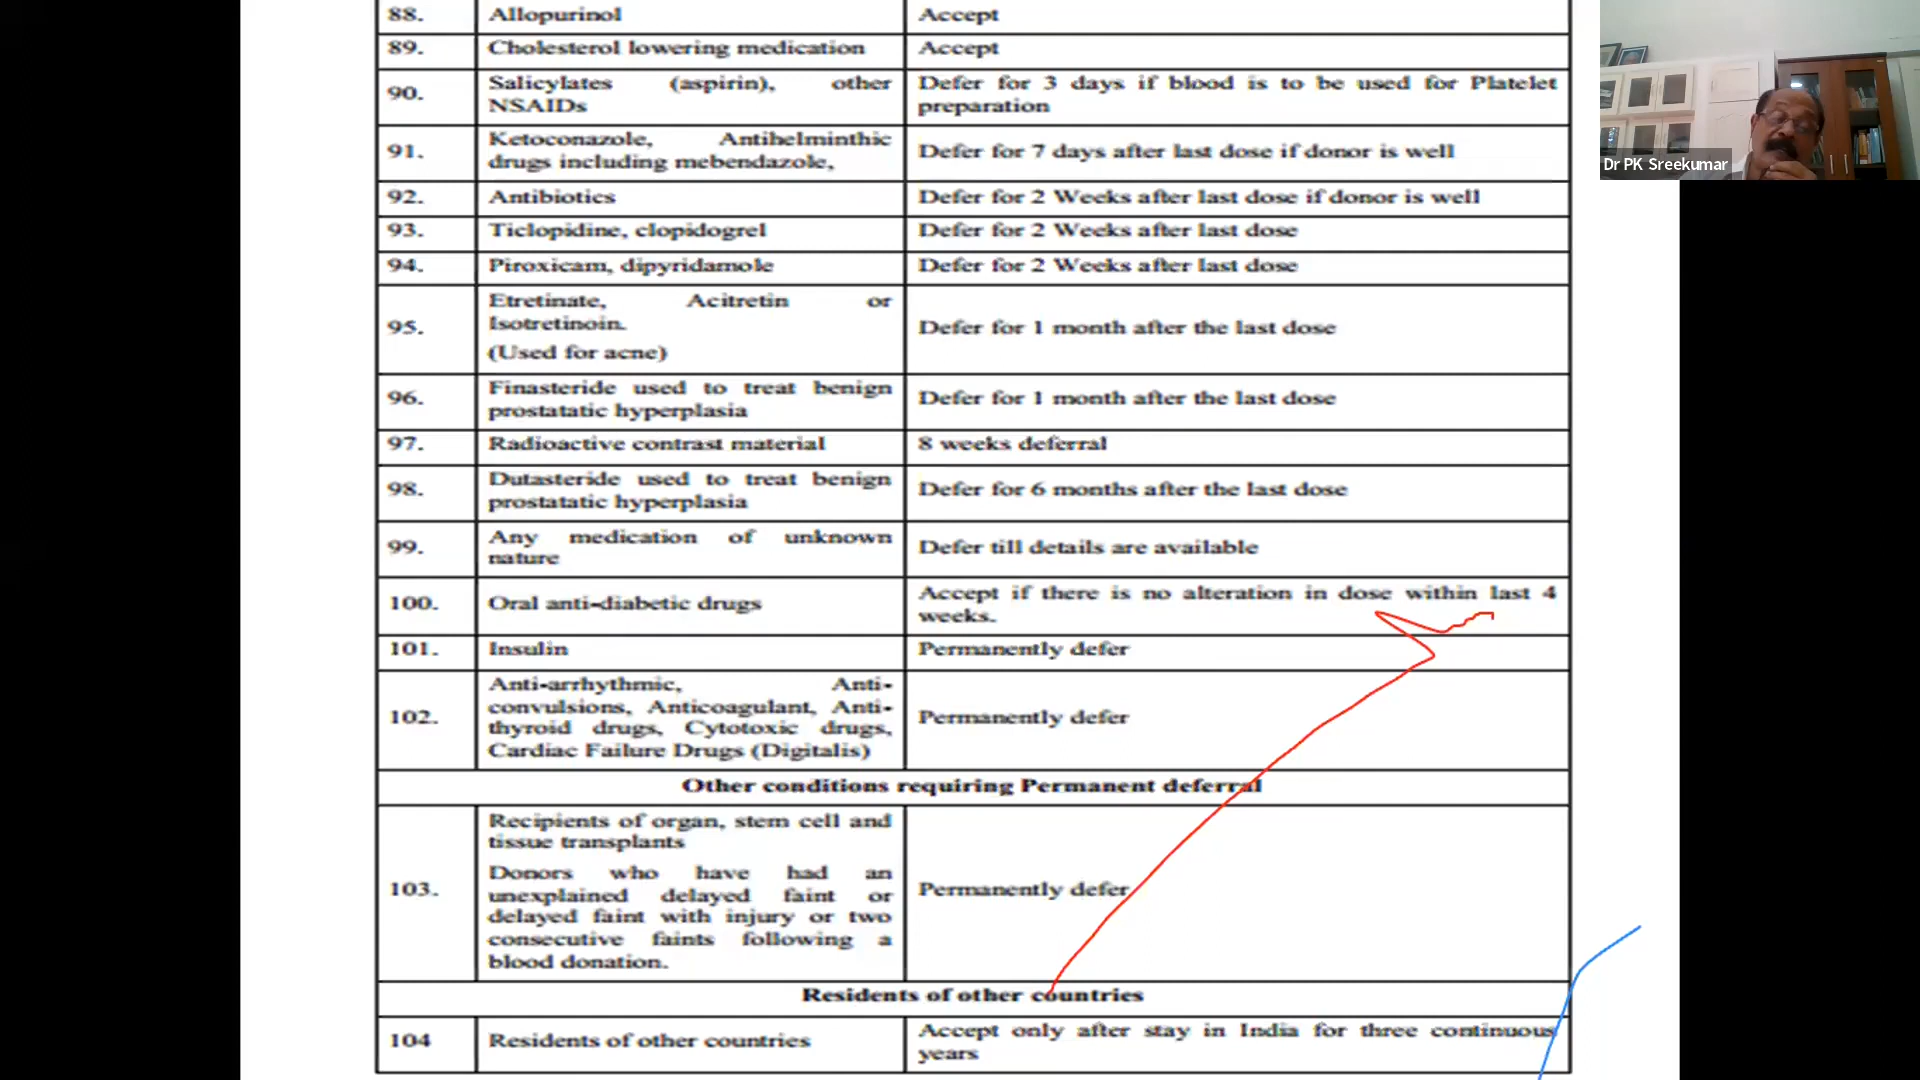 88. Allopurinol Accept
89. Cholesterol lowering medication Accept
90. Salicylates (aspirin), other NSAIDs Defer for 3 days if blood is to be used for Platelet preparation
91. Ketoconazole, Antihelminthic drugs including mebendazole, Defer for 7 days after last dose if donor is well
92. Antibiotics Defer for 2 Weeks after last dose if donor is well
93. Ticlopidine, clopidogrel Defer for 2 Weeks after last dose
94. Piroxicam, dipyridamole Defer for 2 Weeks after last dose
95. Etretinate, Acitretin or Isotretinoin. (Used for acne) Defer for 1 month after the last dose
96. Finasteride used to treat benign prostatatic hyperplasia Defer for 1 month after the last dose
97. Radioactive contrast material 8 weeks deferral
98. Dutasteride used to treat benign prostatatic hyperplasia Defer for 6 months after the last dose
99. Any medication of unknown nature Defer till details are available
100. Oral anti-diabetic drugs Accept if there is no alteration in dose within last 4 weeks.
101. Insulin Permanently defer
102. Anti-arrhythmic, Anti-convulsions, Anticoagulant, Anti-thyroid drugs, Cytotoxic drugs, Cardiac Failure Drugs (Digitalis) Permanently defer
Other conditions requiring Permanent deferral
103. Recipients of organ, stem cell and tissue transplants Donors who have had an unexplained delayed faint or delayed faint with injury or two consecutive faints following a blood donation. Permanently defer
Residents of other countries
104 Residents of other countries Accept only after stay in India for three continuous years
Dr PK Sreekumar